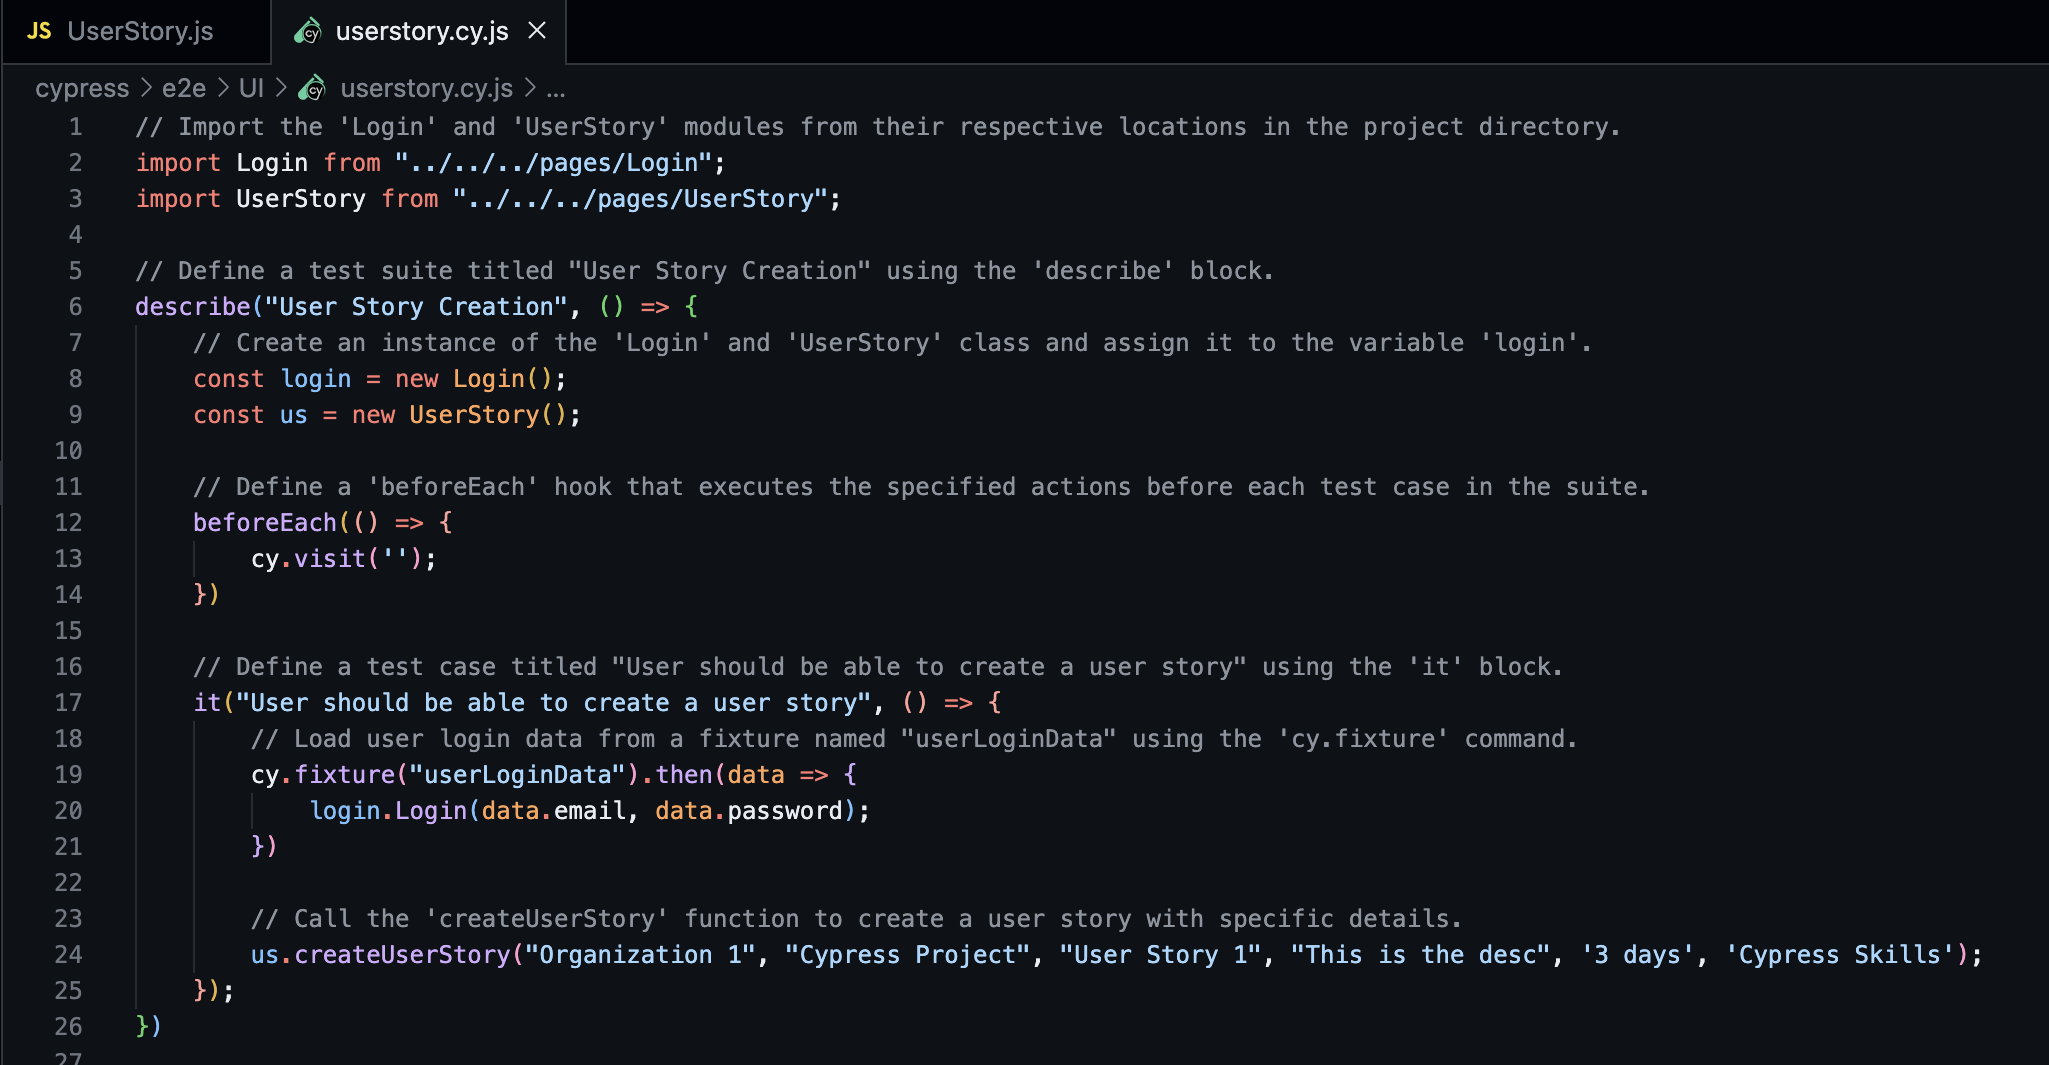 JS UserStory.js cy userstory.cy.js ×
cypress > e2e > UI > cy userstory.cy.js > ...
1 // Import the 'Login' and 'UserStory' modules from their respective locations in the project directory.
2 import Login from "../../../pages/Login";
3 import UserStory from "../../../pages/UserStory";
4
5 // Define a test suite titled "User Story Creation" using the 'describe' block.
6 describe("User Story Creation", () => {
7     // Create an instance of the 'Login' and 'UserStory' class and assign it to the variable 'login'.
8     const login = new Login();
9     const us = new UserStory();
10
11     // Define a 'beforeEach' hook that executes the specified actions before each test case in the suite.
12     beforeEach(() => {
13         cy.visit('');
14     })
15
16     // Define a test case titled "User should be able to create a user story" using the 'it' block.
17     it("User should be able to create a user story", () => {
18         // Load user login data from a fixture named "userLoginData" using the 'cy.fixture' command.
19         cy.fixture("userLoginData").then(data => {
20             login.Login(data.email, data.password);
21         })
22
23         // Call the 'createUserStory' function to create a user story with specific details.
24         us.createUserStory("Organization 1", "Cypress Project", "User Story 1", "This is the desc", '3 days', 'Cypress Skills');
25     });
26 })
27